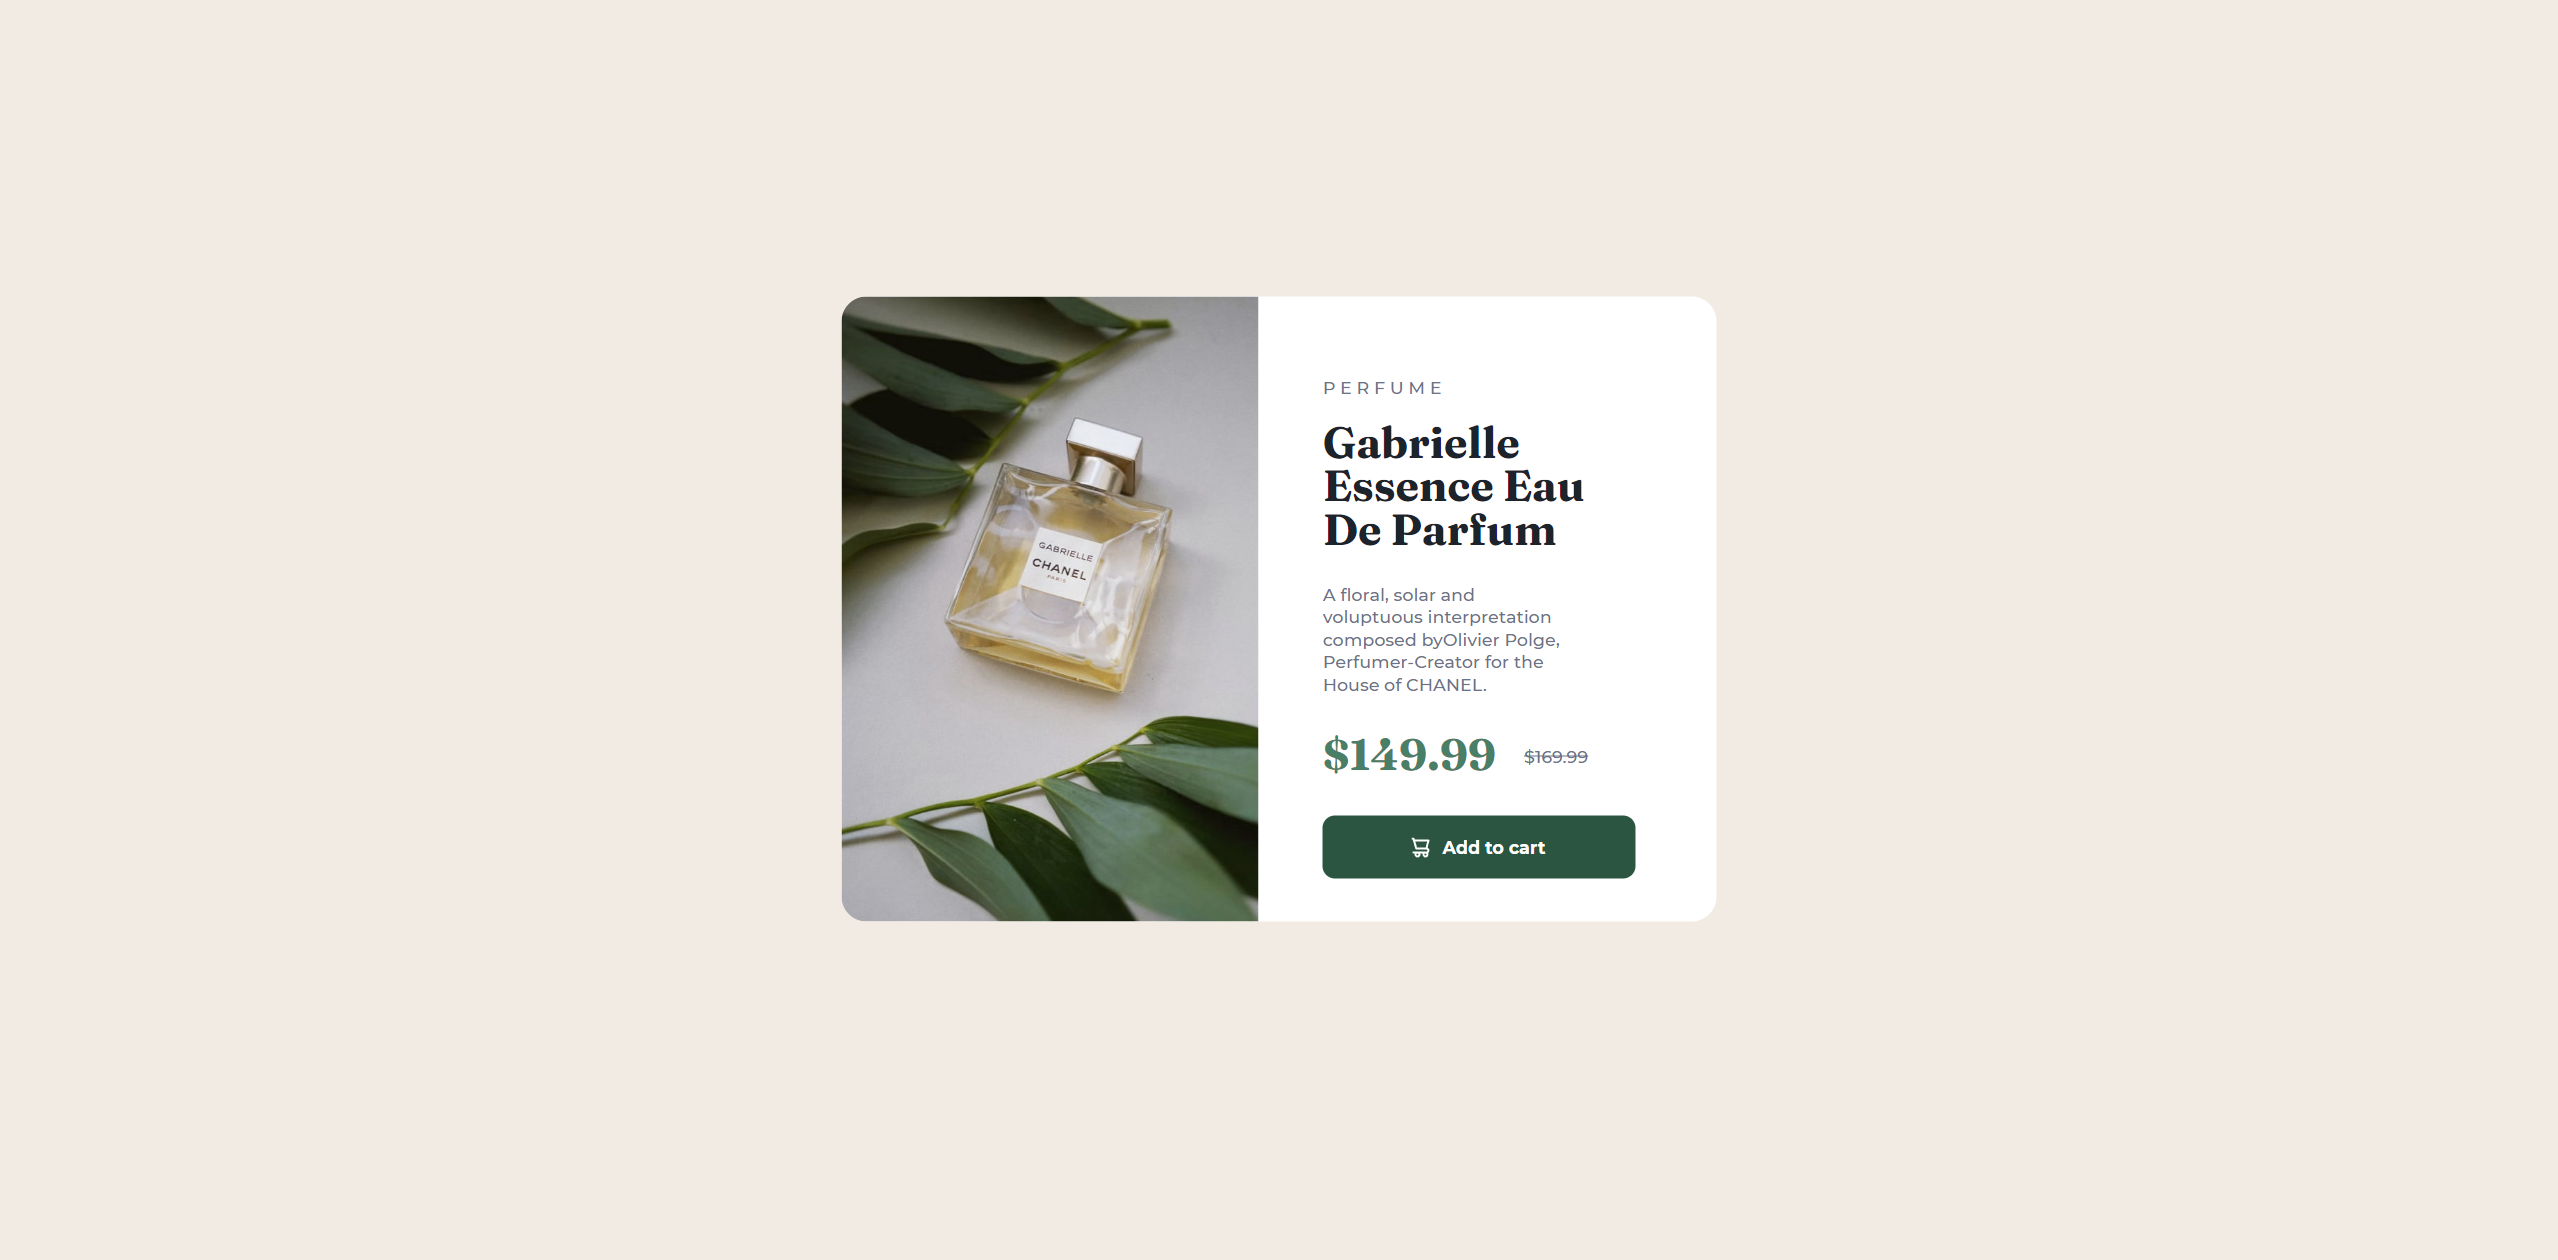 GABRIELLE
CHANEL
PARIS
PERFUME
Gabrielle
Essence Eau
De Parfum
A floral, solar and
voluptuous interpretation
composed byOlivier Polge,
Perfumer-Creator for the
House of CHANEL.
$149.99 $169.99
Add to cart